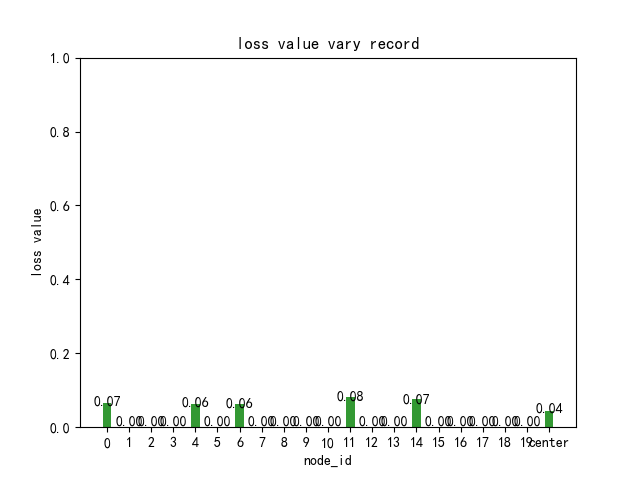 loss value vary record
1.0
0.8
0.6
0.4
0.2
0.0
loss value
0.07 0.00 0.00 0.00 0.06 0.00 0.06 0.00 0.00 0.00 0.00 0.08 0.00 0.00 0.07 0.00 0.00 0.00 0.00 0.00 0.04
0 1 2 3 4 5 6 7 8 9 10 11 12 13 14 15 16 17 18 19 center
node_id